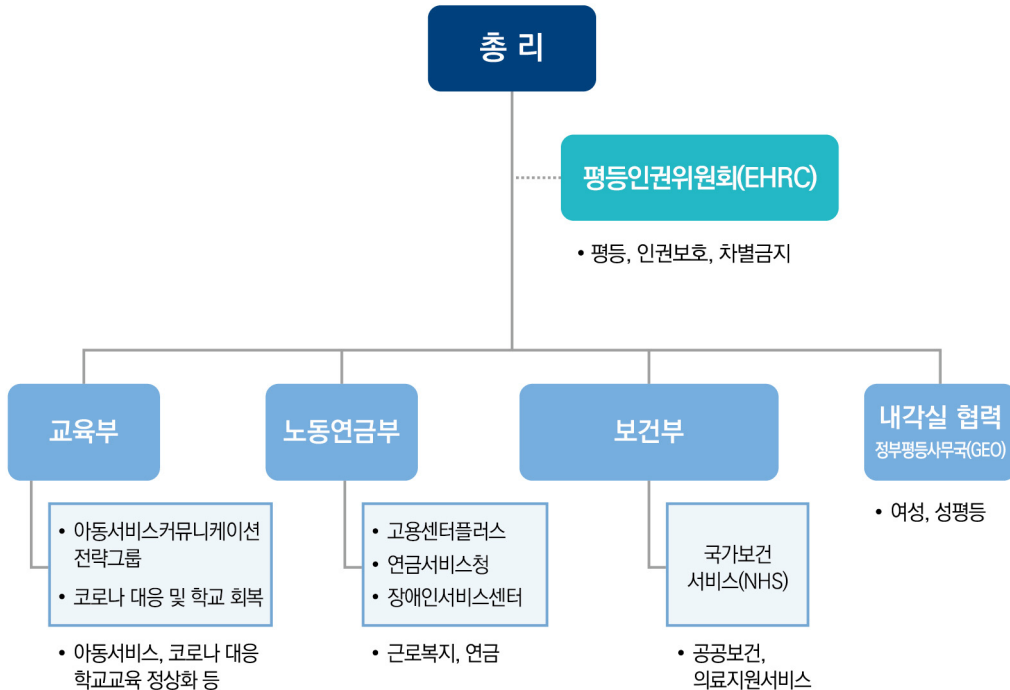 총 리
평등인권위원회(EHRC)
• 평등, 인권보호, 차별금지
교육부
노동연금부
보건부
내각실 협력
정부평등사무국(GEO)
• 아동서비스커뮤니케이션
전략그룹
• 코로나 대응 및 학교 회복
• 아동서비스, 코로나 대응
학교교육 정상화 등
• 고용센터플러스
• 연금서비스청
• 장애인서비스센터
• 근로복지, 연금
국가보건
서비스(NHS)
• 공공보건,
의료지원서비스
• 여성, 성평등